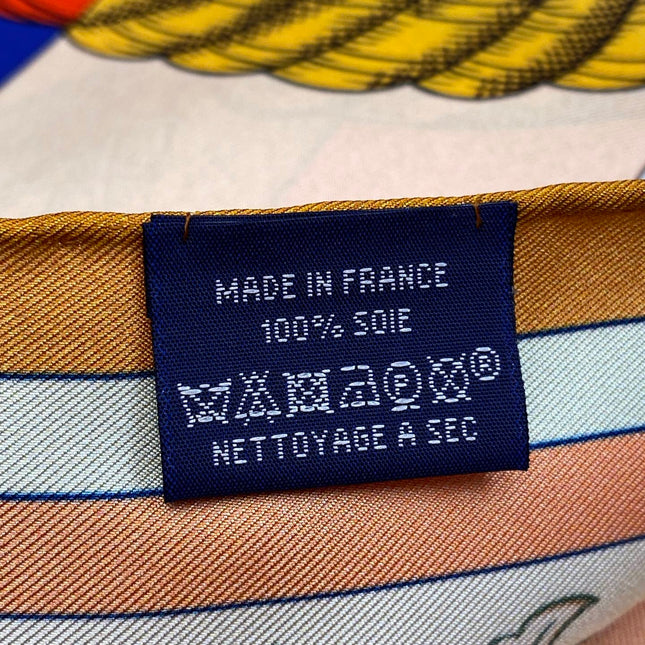 MADE IN FRANCE
100% SOIE
F ®
NETTOYAGE A SEC